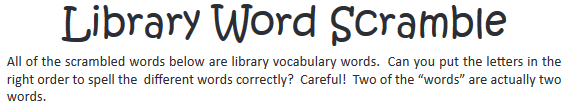 Library Word Scramble
All of the scrambled words below are library vocabulary words.  Can you put the letters in the
right order to spell the  different words correctly?  Careful!  Two of the “words” are actually two
words.